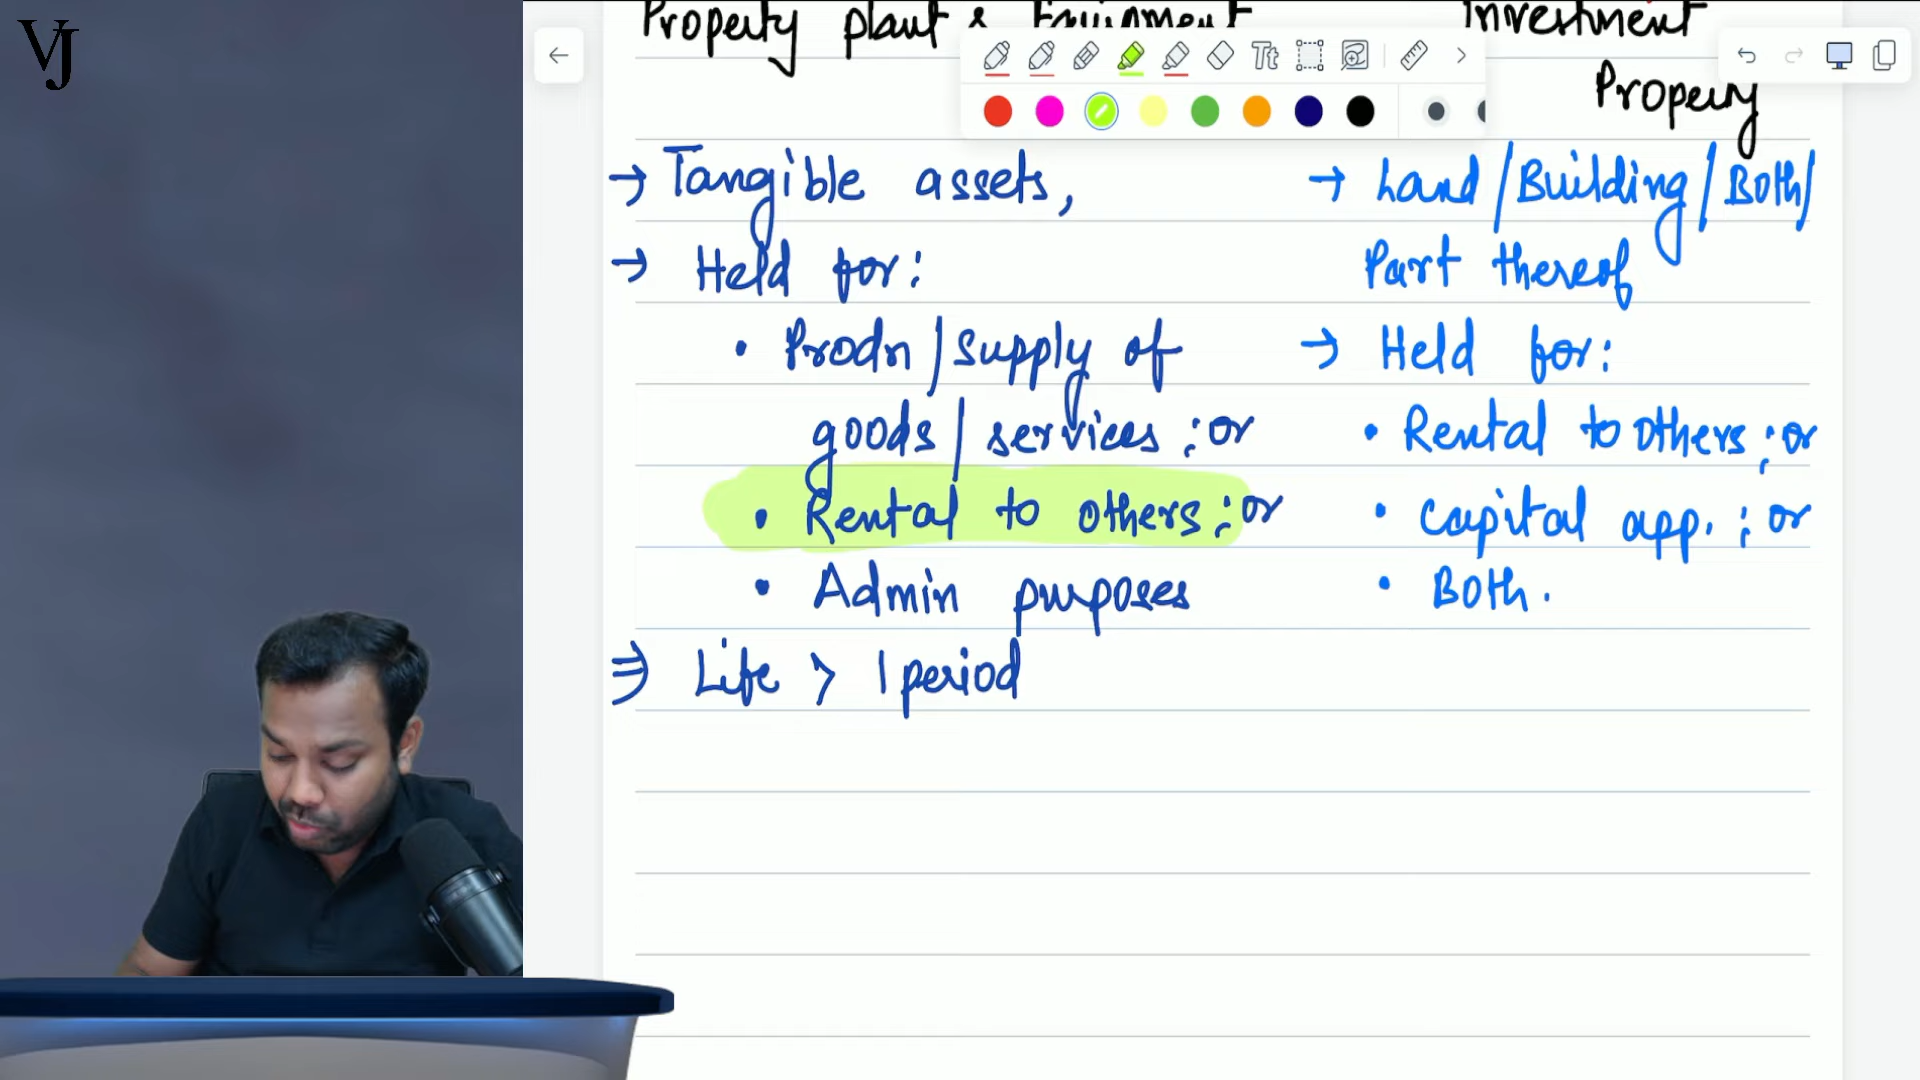 VJ
Property plant & Equipment
Investment
Property
Tt
→ Tangible assets,
→ Held for:
• Prodn/supply of
goods/services ; or
• Rental to others ; or
• Admin purposes
⇒ Life > 1 period
→ Land/Building/Both/
Part thereof
→ Held for:
• Rental to others ; or
• Capital app. ; or
• Both.